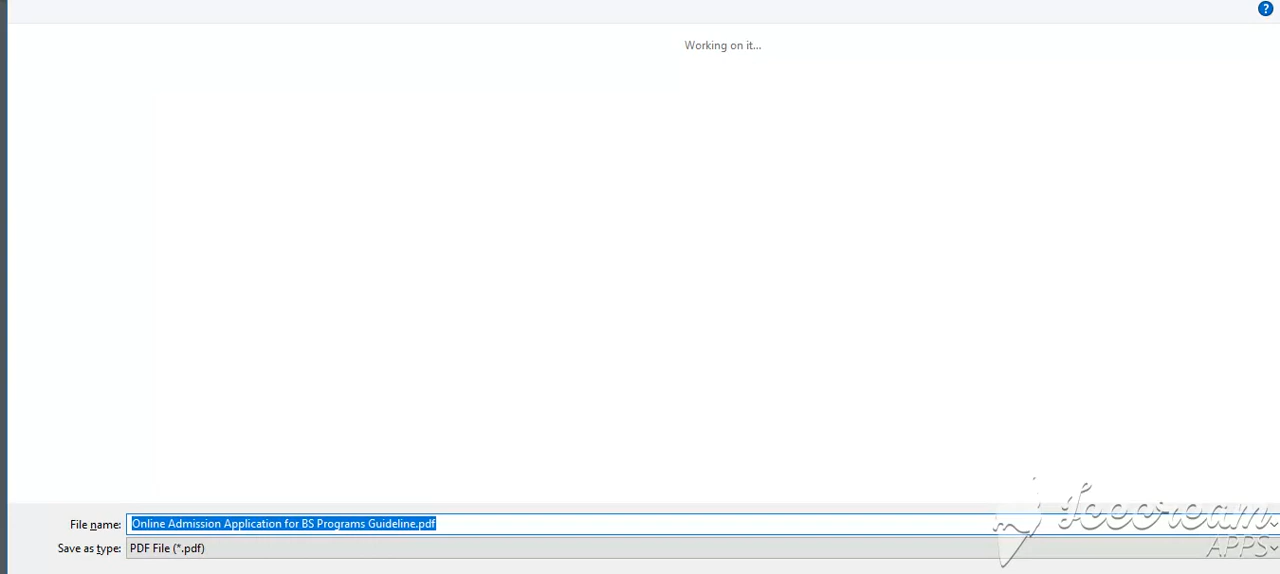 ?
Working on it...
File name: Online Admission Application for BS Programs Guideline.pdf
Save as type: PDF File (*.pdf)
Icecream
APPS